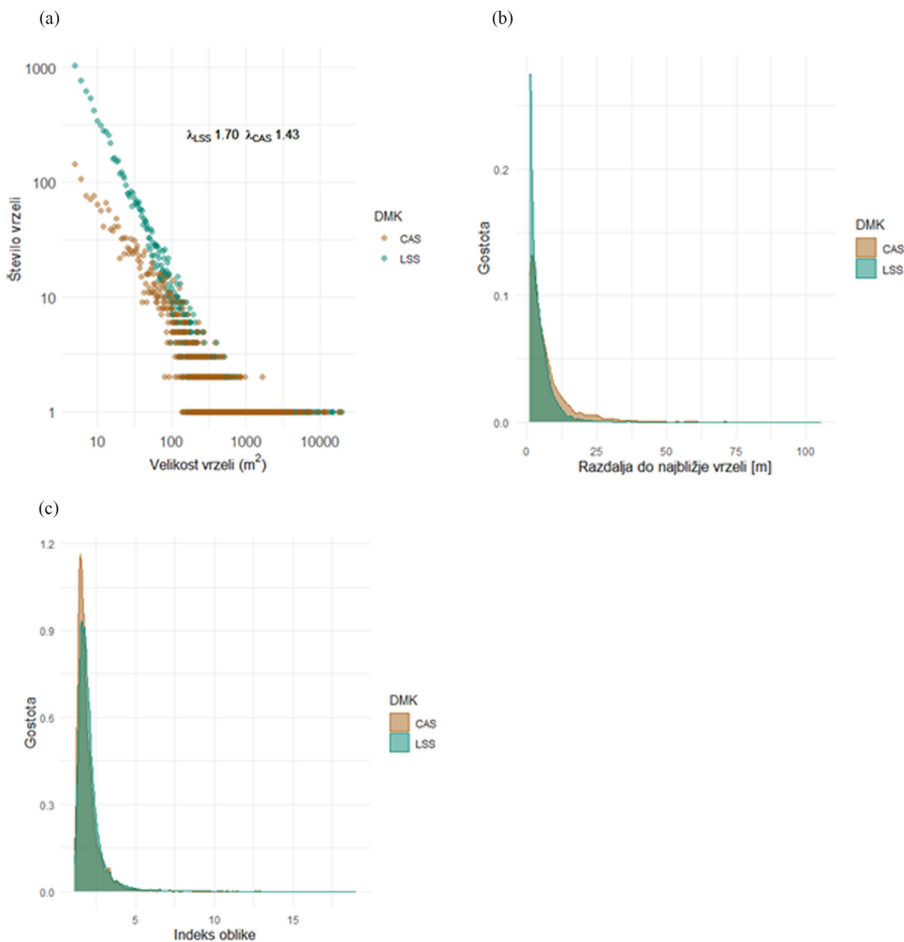 (a)
1000
100
10
1
λLSS 1.70 λCAS 1.43
Število vrzeli
10 100 1000 10000
Velikost vrzeli (m²)
DMK
CAS
LSS
(b)
0.2
0.1
0.0
Gostota
0 25 50 75 100
Razdalja do najbližje vrzeli [m]
DMK
CAS
LSS
(c)
1.2
0.9
0.6
0.3
0.0
Gostota
5 10 15
Indeks oblike
DMK
CAS
LSS